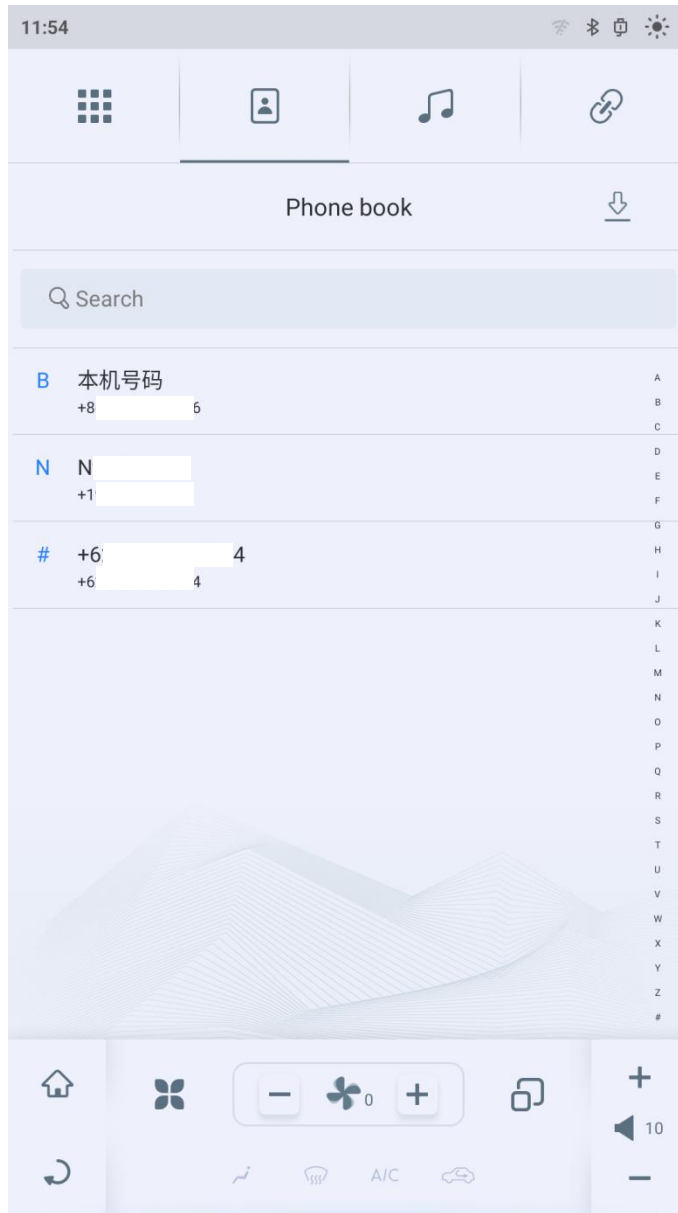 11:54
Phone book
Search
B 本机号码
+8 6
N N
+1
# +6 4
+6 4
A
B
C
D
E
F
G
H
I
J
K
L
M
N
O
P
Q
R
S
T
U
V
W
X
Y
Z
#
0
10
A/C